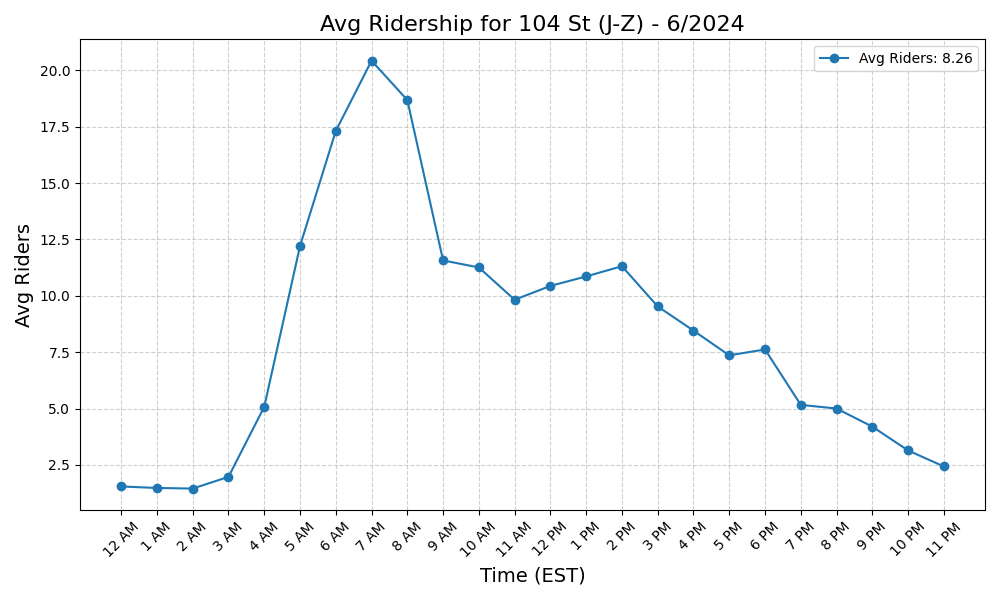 Avg Ridership for 104 St (J-Z) - 6/2024
Avg Riders: 8.26
Avg Riders
20.0
17.5
15.0
12.5
10.0
7.5
5.0
2.5
12 AM
1 AM
2 AM
3 AM
4 AM
5 AM
6 AM
7 AM
8 AM
9 AM
10 AM
11 AM
12 PM
1 PM
2 PM
3 PM
4 PM
5 PM
6 PM
7 PM
8 PM
9 PM
10 PM
11 PM
Time (EST)